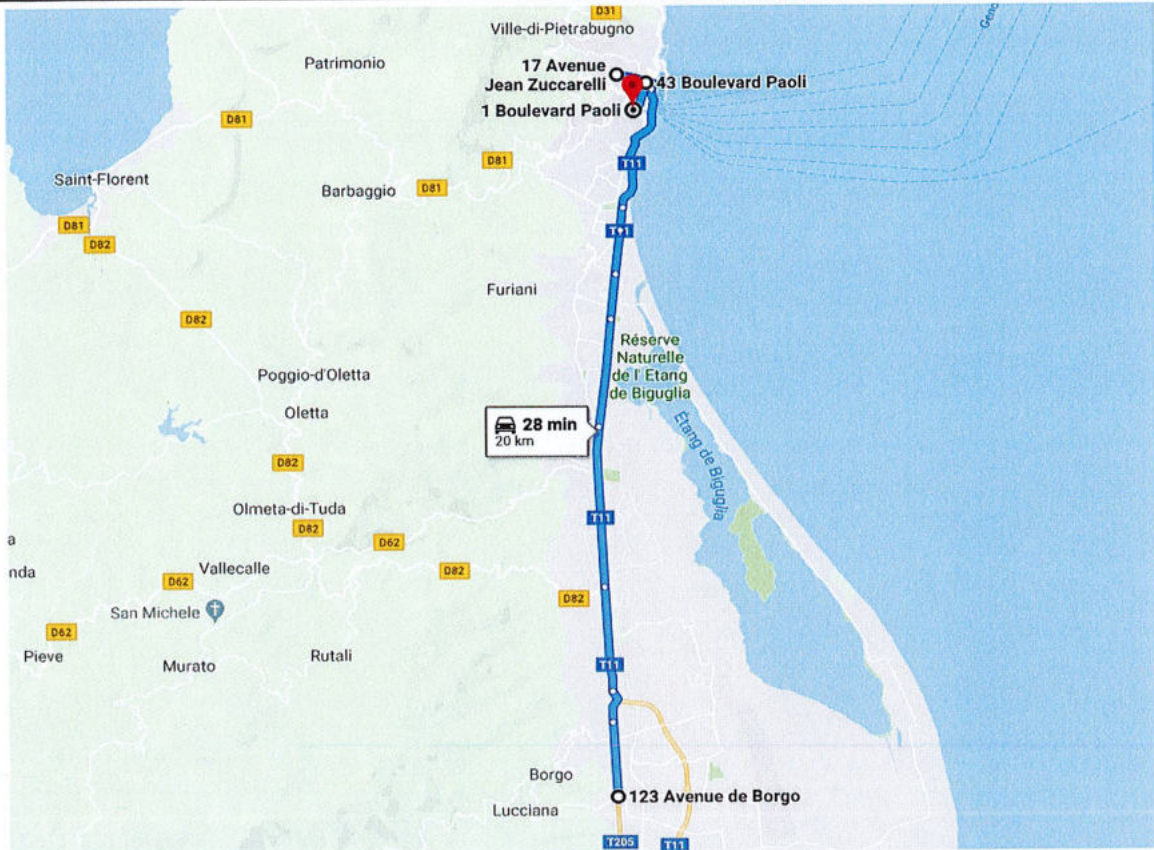 D31
Ville-di-Pietrabugno
Genc
Patrimonio
17 Avenue
Jean Zuccarelli
43 Boulevard Paoli
1 Boulevard Paoli
D81
D81
T11
Saint-Florent
Barbaggio
D81
D81
D82
T11
Furiani
D82
Réserve
Naturelle
de l' Etang
de Biguglia
Poggio-d'Oletta
Oletta
28 min
20 km
Étang de Biguglia
D82
Olmeta-di-Tuda
D82
T11
a
D62
nda
Vallecalle
D82
D62
D82
San Michele
D62
Pieve
Murato
Rutali
T11
Borgo
123 Avenue de Borgo
Lucciana
T205
T11